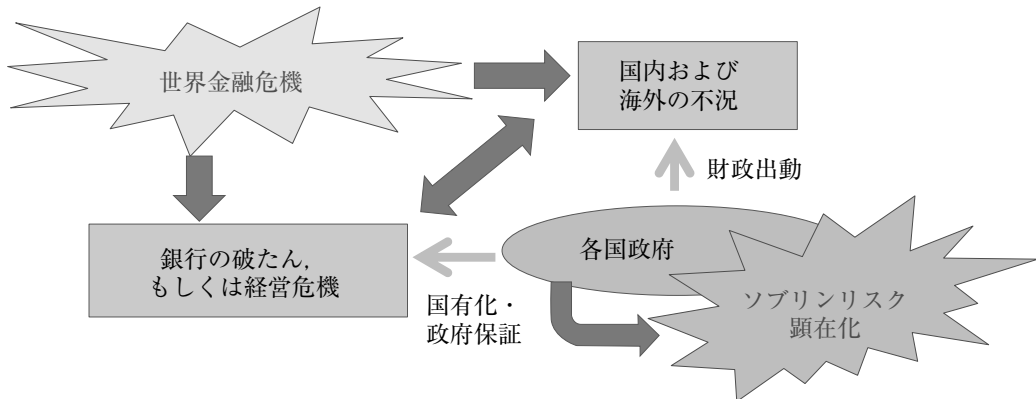 世界金融危機
国内および
海外の不況
財政出動
銀行の破たん,
もしくは経営危機
各国政府
国有化・
政府保証
ソブリンリスク
顕在化